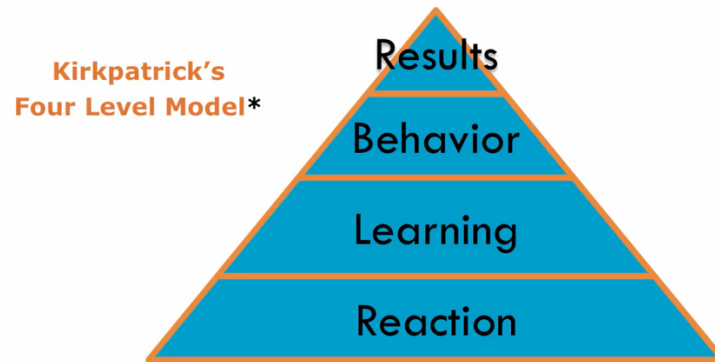 Kirkpatrick's
Four Level Model*
Results
Behavior
Learning
Reaction